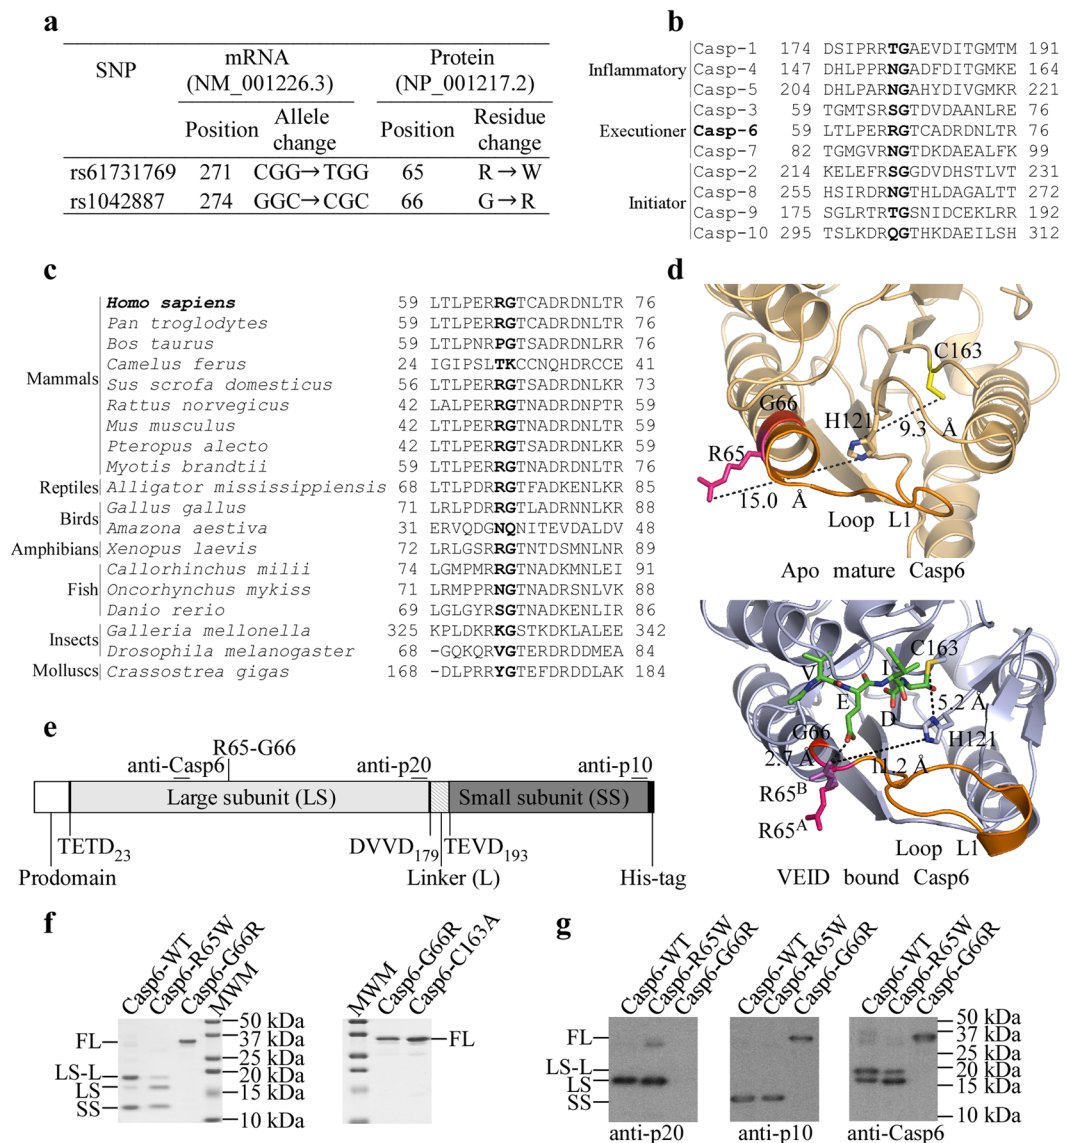 a
SNP mRNA (NM_001226.3) Protein (NP_001217.2)
Position Allele change Position Residue change
rs61731769 271 CGG→TGG 65 R→W
rs1042887 274 GGC→CGC 66 G→R
b
Inflammatory
Casp-1 174 DSIPRRTGAEVDITGMTM 191
Casp-4 147 DHLPPRNGADFDITGMKE 164
Casp-5 204 DHLPARNGAHYDIVGMKR 221
Executioner
Casp-3 59 TGMTSRSGTDVDAANLRE 76
Casp-6 59 LTLPERRGTCADRDNLTR 76
Casp-7 82 TGMGVRNGTDKDAEALFK 99
Initiator
Casp-2 214 KELEFRSGGDVDHSTLVT 231
Casp-8 255 HSIRDRNGTHLDAGALTT 272
Casp-9 175 SGLRTRTGSNIDCEKLRR 192
Casp-10 295 TSLKDRQGTHKDAEILSH 312
c
Mammals
Homo sapiens 59 LTLPERRGTCADRDNLTR 76
Pan troglodytes 59 LTLPERRGTCADRDNLTR 76
Bos taurus 59 LTLPNRPGTSADRDNLRR 76
Camelus ferus 24 IGIPSLTKCCNQHDRCCE 41
Sus scrofa domesticus 56 LTLPERRGTSADRDNLKR 73
Rattus norvegicus 42 LALPERRGTNADRDNPTR 59
Mus musculus 42 LTLPERRGTNADRDNLTR 59
Pteropus alecto 42 LTLPERRGTSADRDNLKR 59
Myotis brandtii 59 LTLPERRGTNADRDNLTR 76
Reptiles
Alligator mississippiensis 68 LTLPDRRGTFADKENLKR 85
Birds
Gallus gallus 71 LRLPDRRGTLADRNNLKR 88
Amazona aestiva 31 ERVQDGNQNITEVDALDV 48
Amphibians
Xenopus laevis 72 LRLGSRRGTNTDSMNLNR 89
Fish
Callorhinchus milii 74 LGMPMRRGTNADKMNLEI 91
Oncorhinchus mykiss 71 LRMPPRNGTNADRSNLVK 88
Danio rerio 69 LGLGYRSGTNADKENLIR 86
Insects
Galleria mellonella 325 KPLDKRKGSTKDKLALEE 342
Drosophila melanogaster 68 -GQKQRVGTERDRDDMEA 84
Molluscs
Crassostrea gigas 168 -DLPRRYGTEFDRDDLAK 184
d
C163
G66
H121
9.3 Å
R65
15.0 Å
Loop L1
Apo mature Casp6
C163
V
I
E
D
5.2 Å
G66
H121
2.7 Å
11.2 Å
R65B
R65A
Loop L1
VEID bound Casp6
e
R65-G66
anti-Casp6 anti-p20 anti-p10
Large subunit (LS) Small subunit (SS)
TETD23 DVVD179 TEVD193
Prodomain Linker (L) His-tag
f
Casp6-WT
Casp6-R65W
Casp6-G66R
MWM
FL
LS-L
LS
SS
50 kDa
37 kDa
25 kDa
20 kDa
15 kDa
10 kDa
MWM
Casp6-G66R
Casp6-C163A
FL
g
Casp6-WT
Casp6-R65W
Casp6-G66R
Casp6-WT
Casp6-R65W
Casp6-G66R
Casp6-WT
Casp6-R65W
Casp6-G66R
FL
LS-L
LS
SS
50 kDa
37 kDa
25 kDa
20 kDa
15 kDa
10 kDa
anti-p20 anti-p10 anti-Casp6